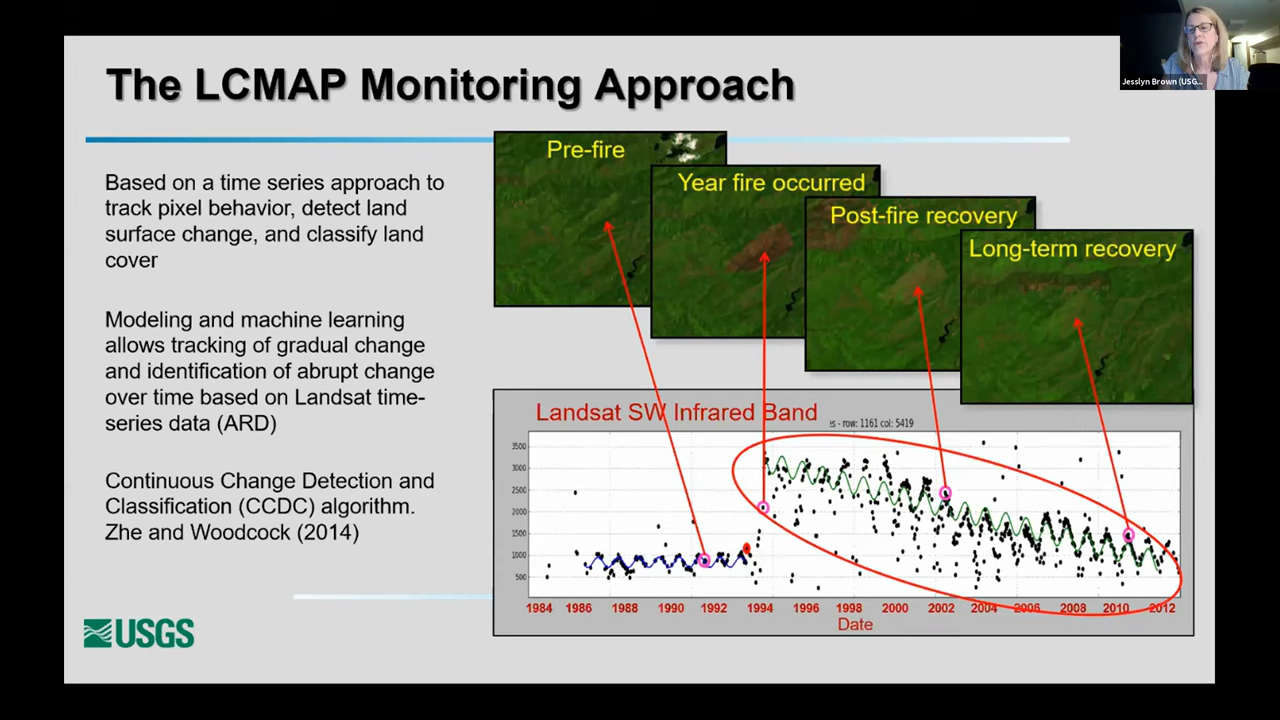 The LCMAP Monitoring Approach
Jesslyn Brown (USG...
Based on a time series approach to
track pixel behavior, detect land
surface change, and classify land
cover
Modeling and machine learning
allows tracking of gradual change
and identification of abrupt change
over time based on Landsat time-
series data (ARD)
Continuous Change Detection and
Classification (CCDC) algorithm.
Zhe and Woodcock (2014)
USGS
Pre-fire
Year fire occurred
Post-fire recovery
Long-term recovery
Landsat SW Infrared Band
s - row: 1161 col: 5419
3500
3000
2500
2000
1500
1000
500
1984 1986 1988 1990 1992 1994 1996 1998 2000 2002 2004 2006 2008 2010 2012
Date